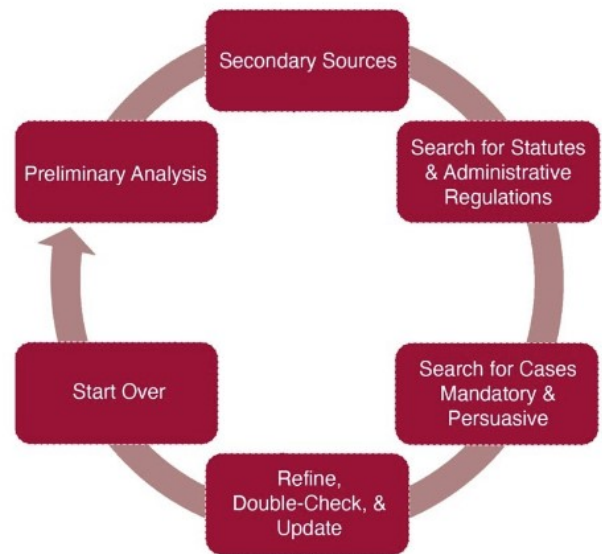 Secondary Sources
Preliminary Analysis
Search for Statutes
& Administrative
Regulations
Start Over
Search for Cases
Mandatory &
Persuasive
Refine,
Double-Check, &
Update